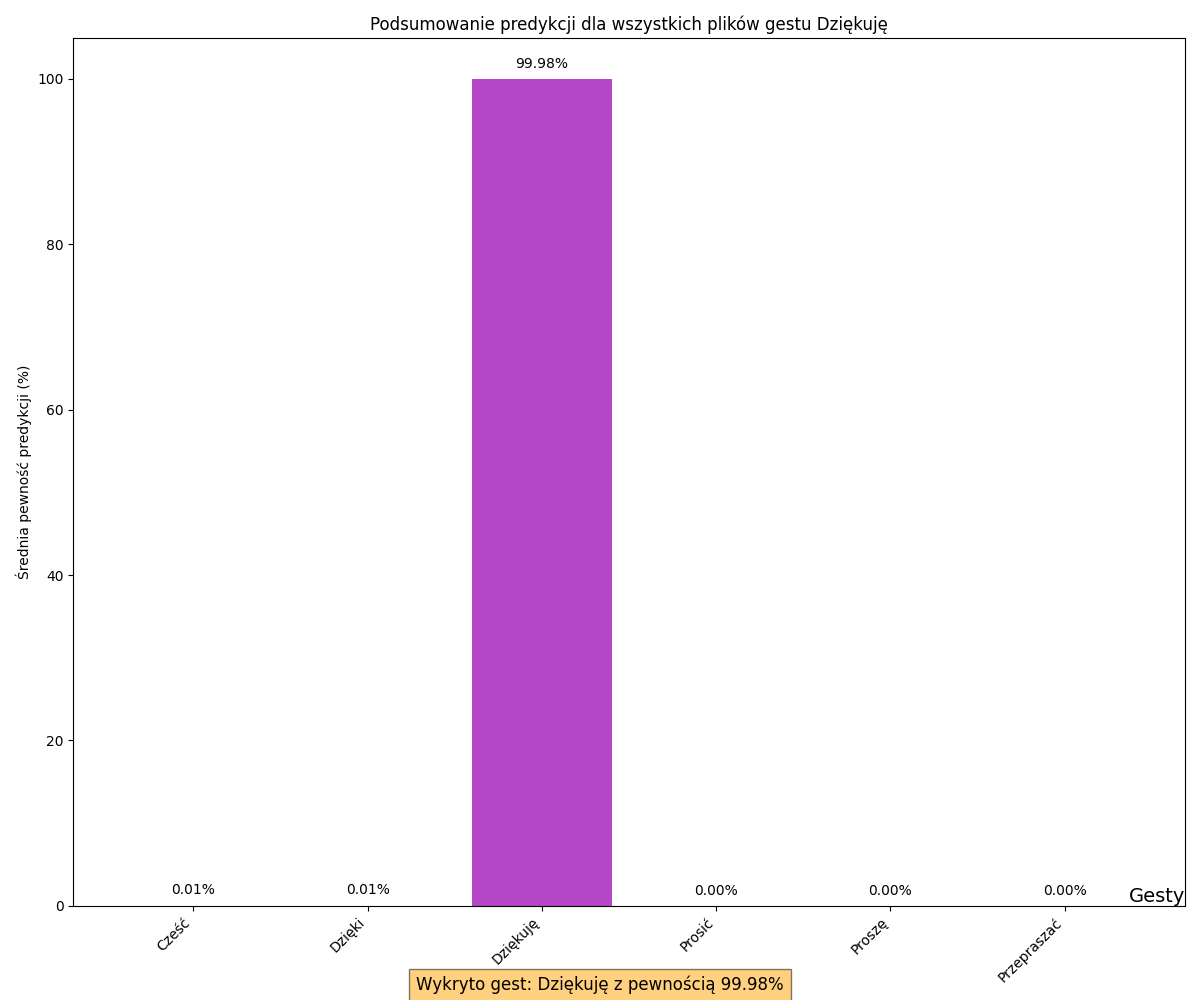 Podsumowanie predykcji dla wszystkich plików gestu Dziękuję
Średnia pewność predykcji (%)
100
80
60
40
20
0
99.98%
0.01%
0.01%
0.00%
0.00%
0.00%
Gesty
Cześć
Dzięki
Dziękuję
Prosić
Proszę
Przepraszać
Wykryto gest: Dziękuję z pewnością 99.98%